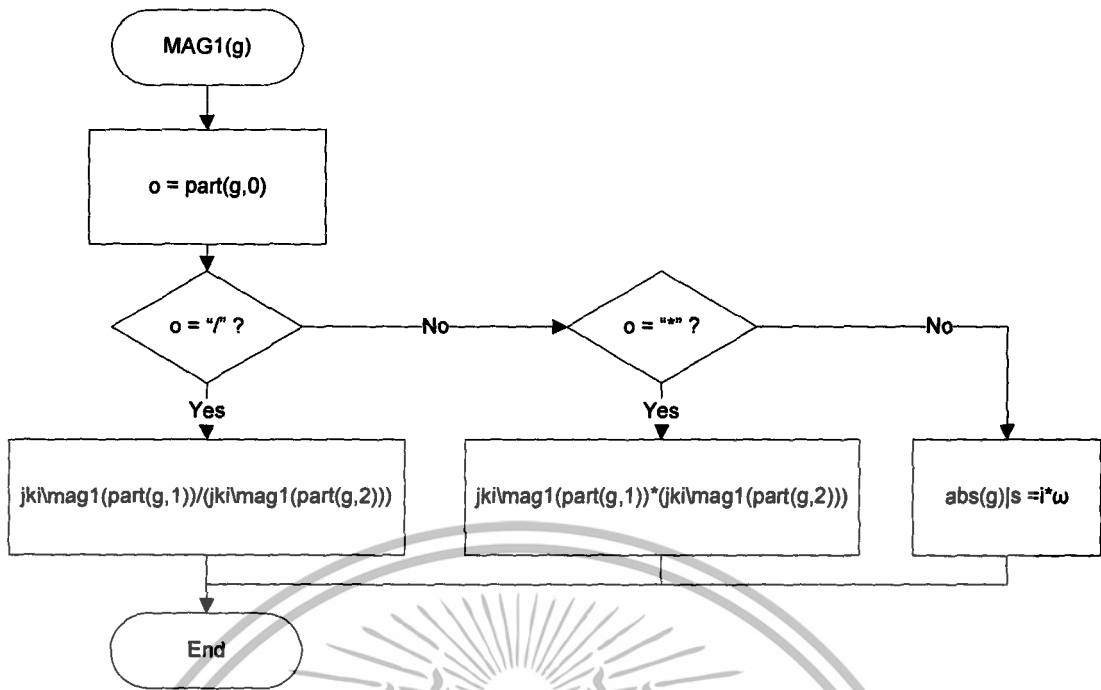 MAG1(g)
o = part(g,0)
o = “/” ?
No
o = “*” ?
No
Yes
Yes
jki\mag1(part(g,1))/(jki\mag1(part(g,2)))
jki\mag1(part(g,1))*(jki\mag1(part(g,2)))
abs(g)|s =i*ω
End